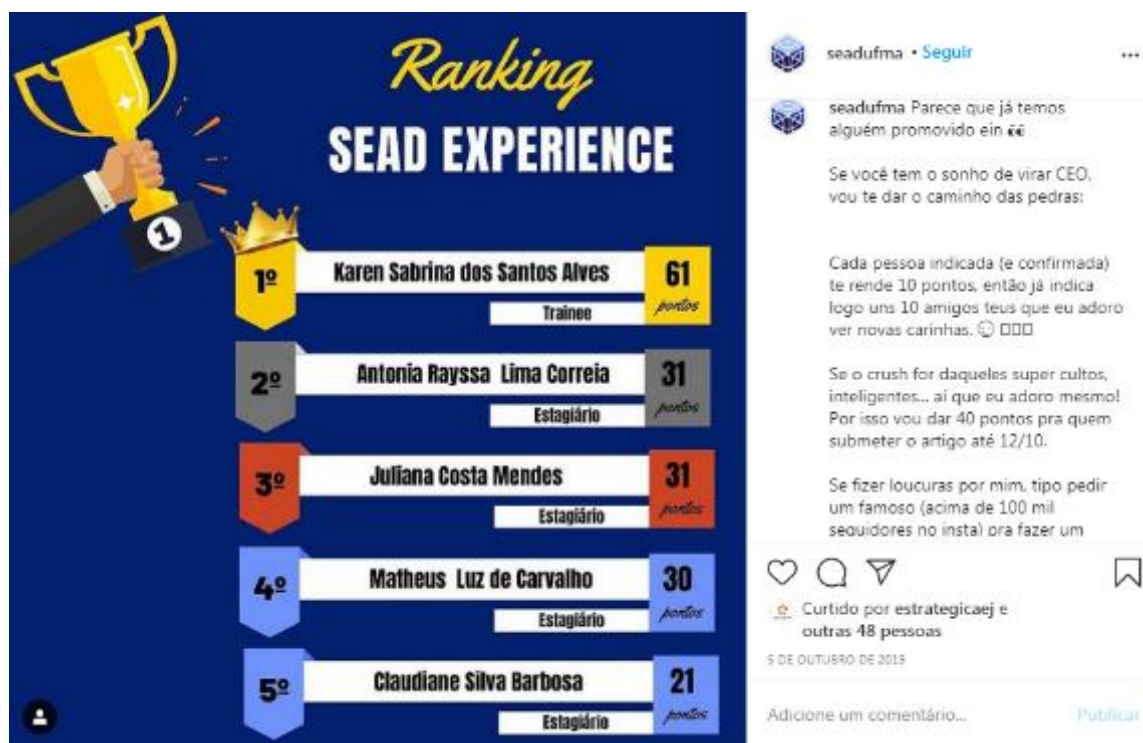 Ranking
SEAD EXPERIENCE
1
1º
Karen Sabrina dos Santos Alves
61
pontos
Trainee
2º
Antonia Rayssa Lima Correia
31
pontos
Estagiário
3º
Juliana Costa Mendes
31
pontos
Estagiário
4º
Matheus Luz de Carvalho
30
pontos
Estagiário
5º
Claudiane Silva Barbosa
21
pontos
Estagiário
seadufma • Seguir
seadufma Parece que já temos
alguém promovido ein 👀
Se você tem o sonho de virar CEO,
vou te dar o caminho das pedras:
Cada pessoa indicada (e confirmada)
te rende 10 pontos, então já indica
logo uns 10 amigos teus que eu adoro
ver novas carinhas.
Se o crush for daqueles super cultos,
inteligentes... aí que eu adoro mesmo!
Por isso vou dar 40 pontos pra quem
submeter o artigo até 12/10.
Se fizer loucuras por mim, tipo pedir
um famoso (acima de 100 mil
seguidores no insta) pra fazer um
Curtido por estrategicaej e
outras 48 pessoas
5 DE OUTUBRO DE 2019
Adicione um comentário...
Publicar